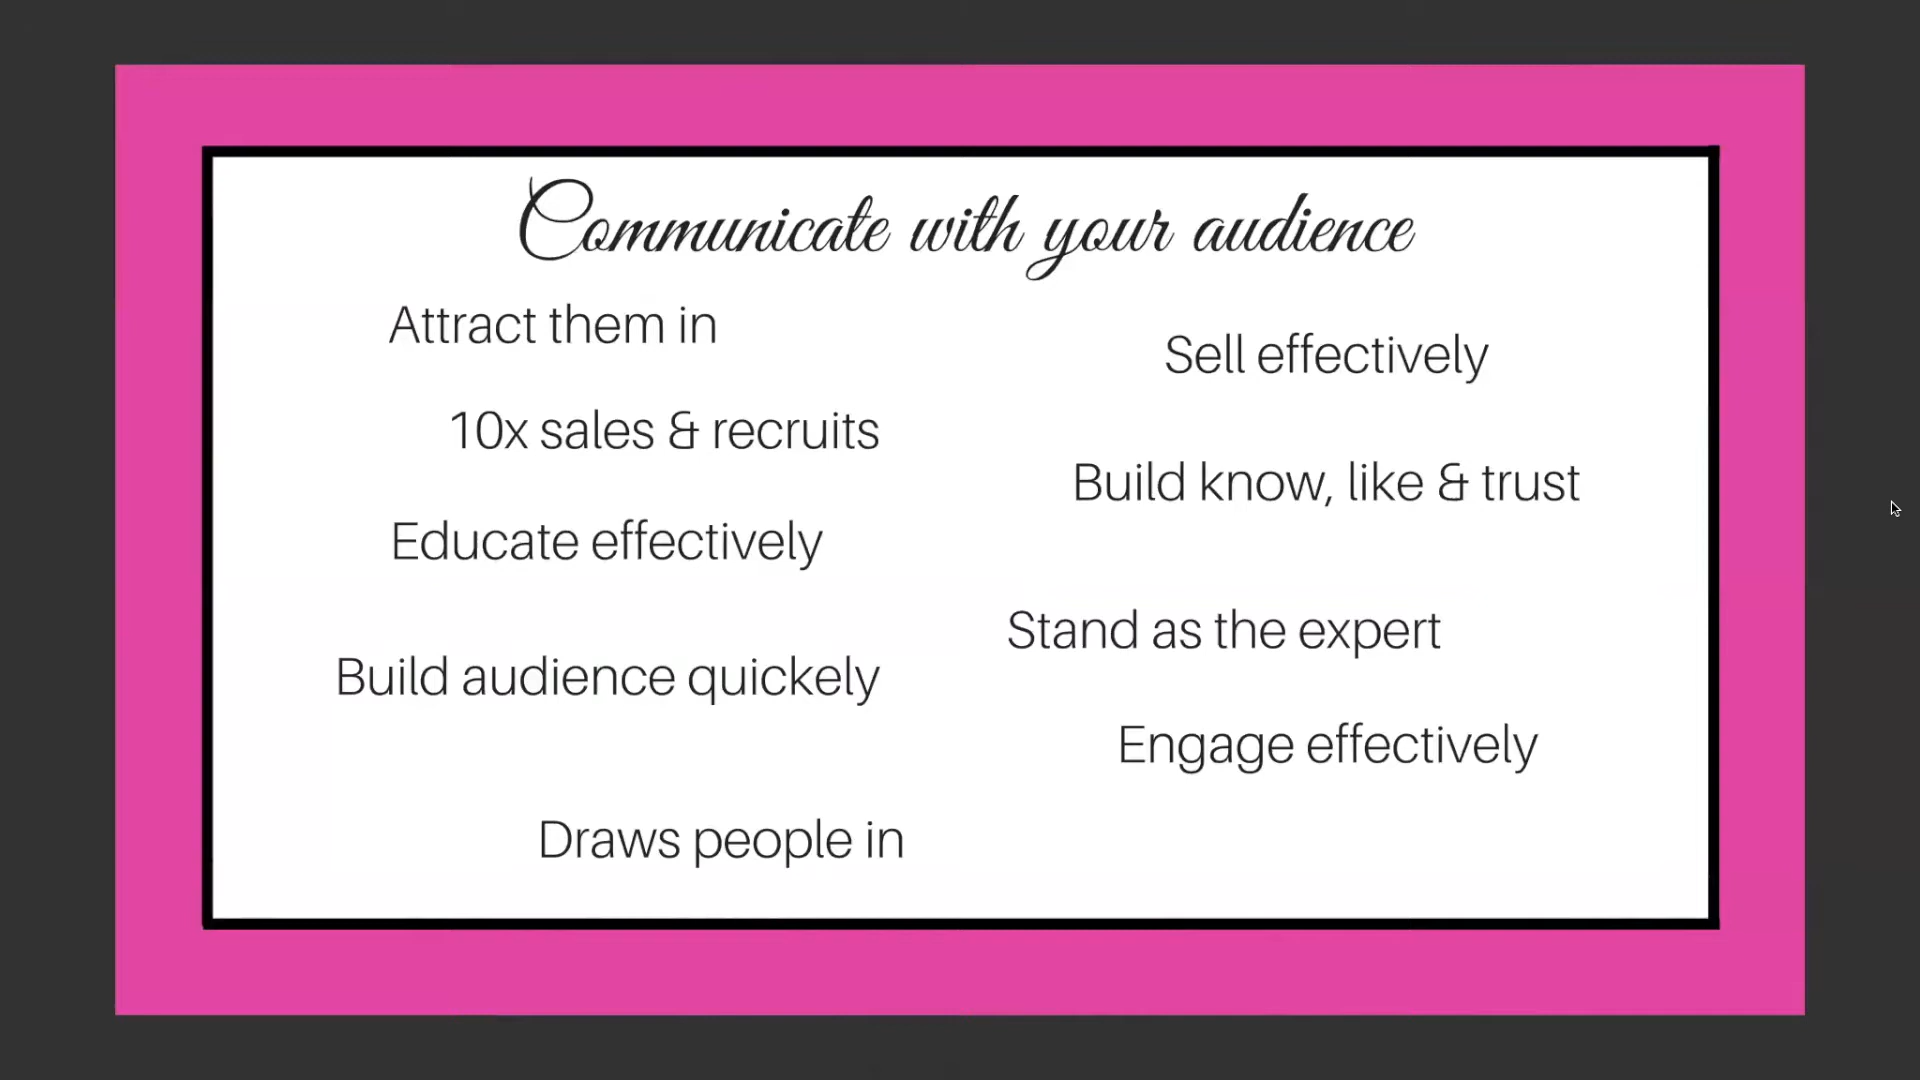 Communicate with your audience
Attract them in
Sell effectively
10x sales & recruits
Build know, like & trust
Educate effectively
Stand as the expert
Build audience quickely
Engage effectively
Draws people in